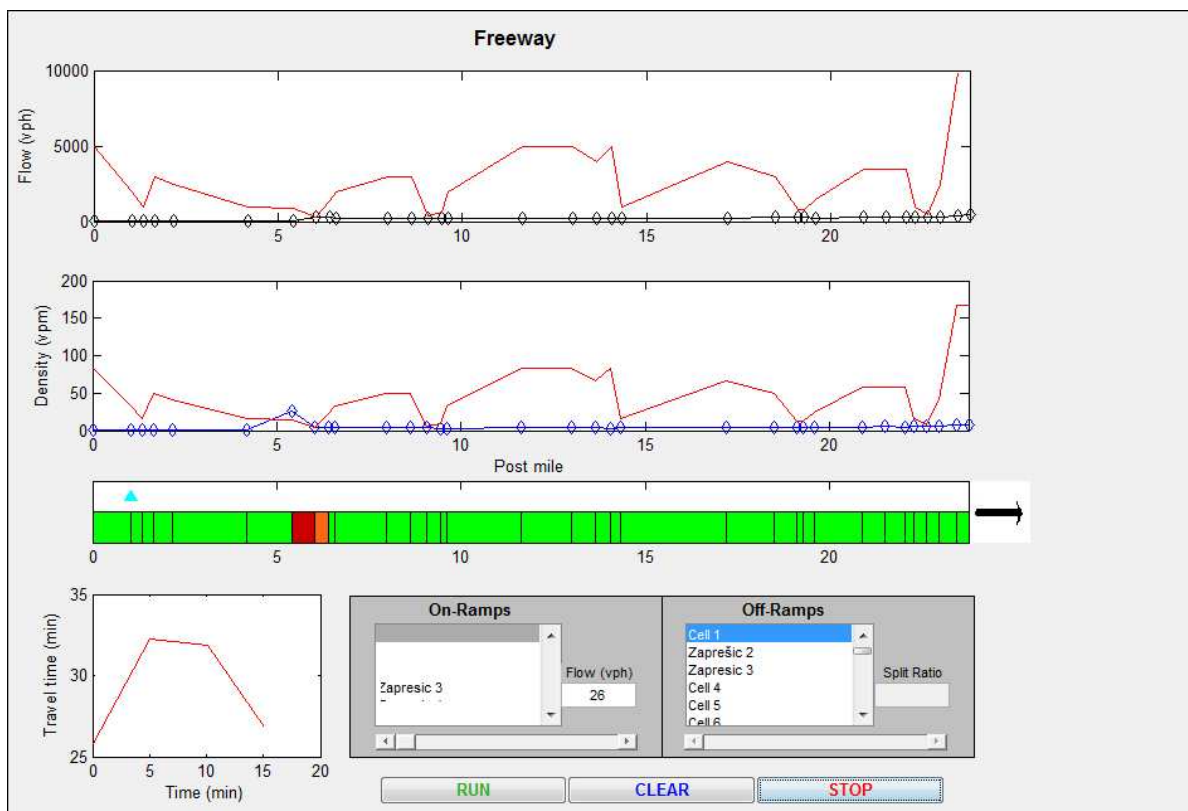 Freeway
10000
5000
0
Flow (vph)
0 5 10 15 20
200
150
100
50
0
Density (vpm)
0 5 10 15 20
Post mile
0 5 10 15 20
35
30
25
Travel time (min)
0 5 10 15 20
Time (min)
On-Ramps
Zapresic 3
Flow (vph)
26
Off-Ramps
Cell 1
Zaprešic 2
Zapresic 3
Cell 4
Cell 5
Cell 6
Split Ratio
RUN CLEAR STOP